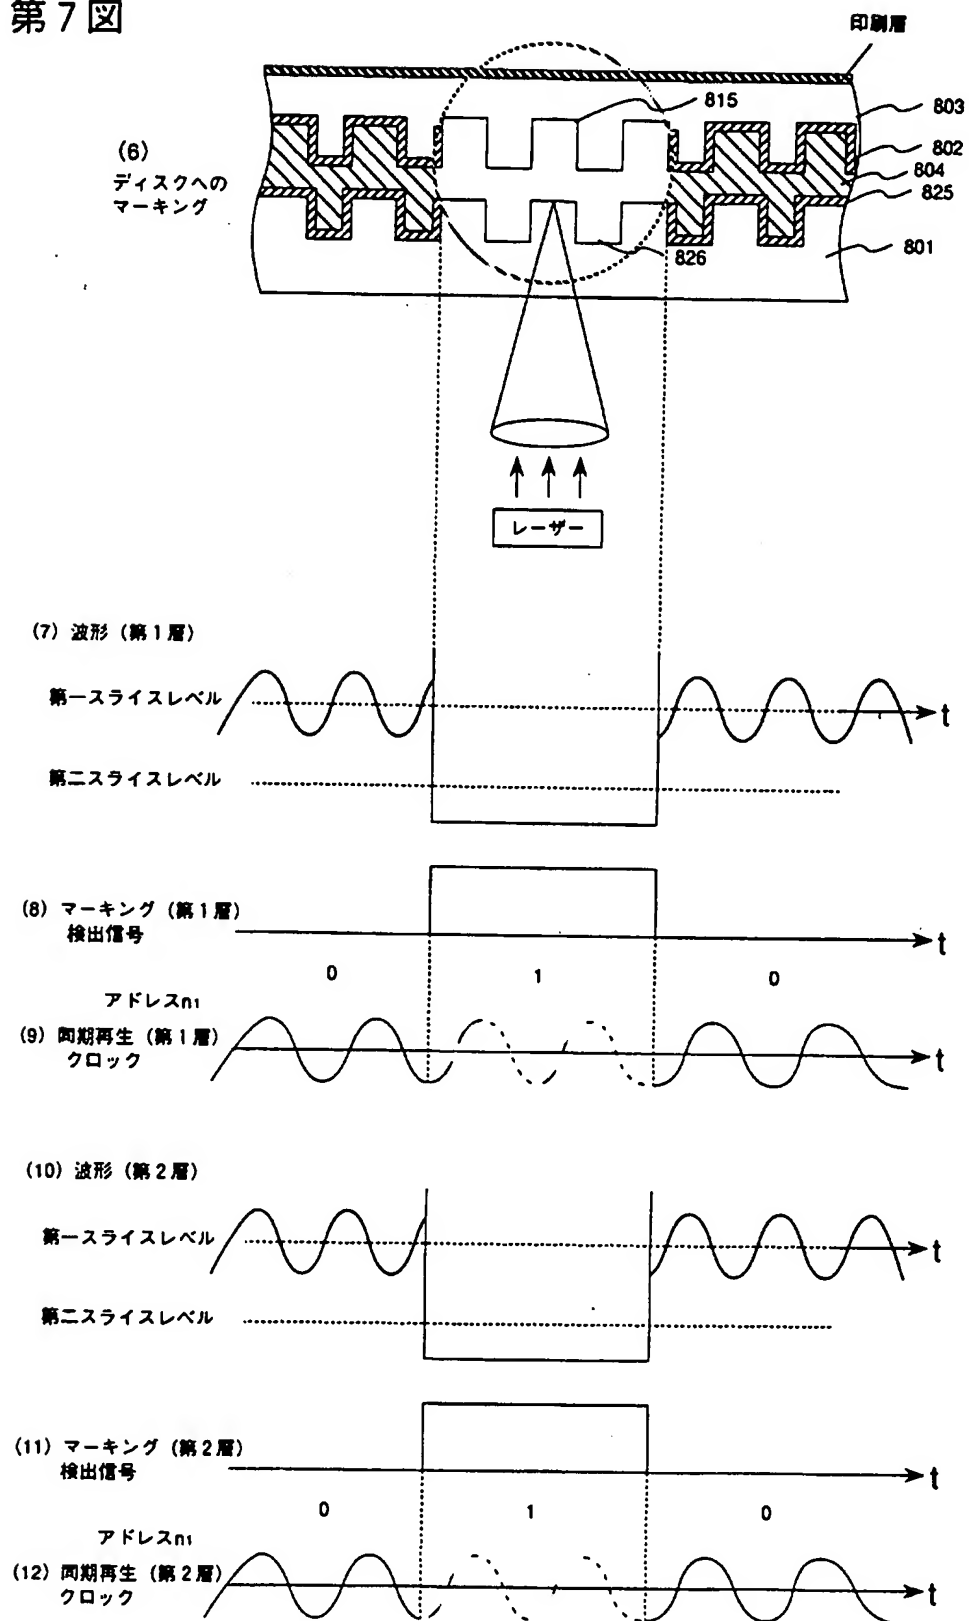 第7図
印刷層
815
803
802
804
825
801
826
(6)
ディスクへの
マーキング
レーザー
(7) 波形 (第1層)
第一スライスレベル
t
第二スライスレベル
(8) マーキング (第1層)
検出信号
t
0
1
0
アドレスn1
(9) 同期再生 (第1層)
クロック
t
(10) 波形 (第2層)
第一スライスレベル
t
第二スライスレベル
(11) マーキング (第2層)
検出信号
t
0
1
0
アドレスn1
(12) 同期再生 (第2層)
クロック
t